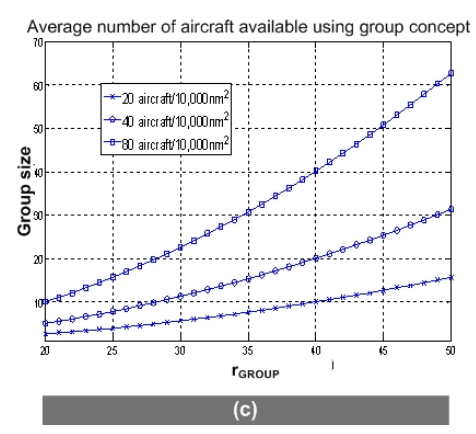 Average number of aircraft available using group concept
70
60
50
40
30
20
10
Group size
20 aircraft/10,000nm²
40 aircraft/10,000nm²
80 aircraft/10,000nm²
20 25 30 35 40 45 50
rGROUP
(c)